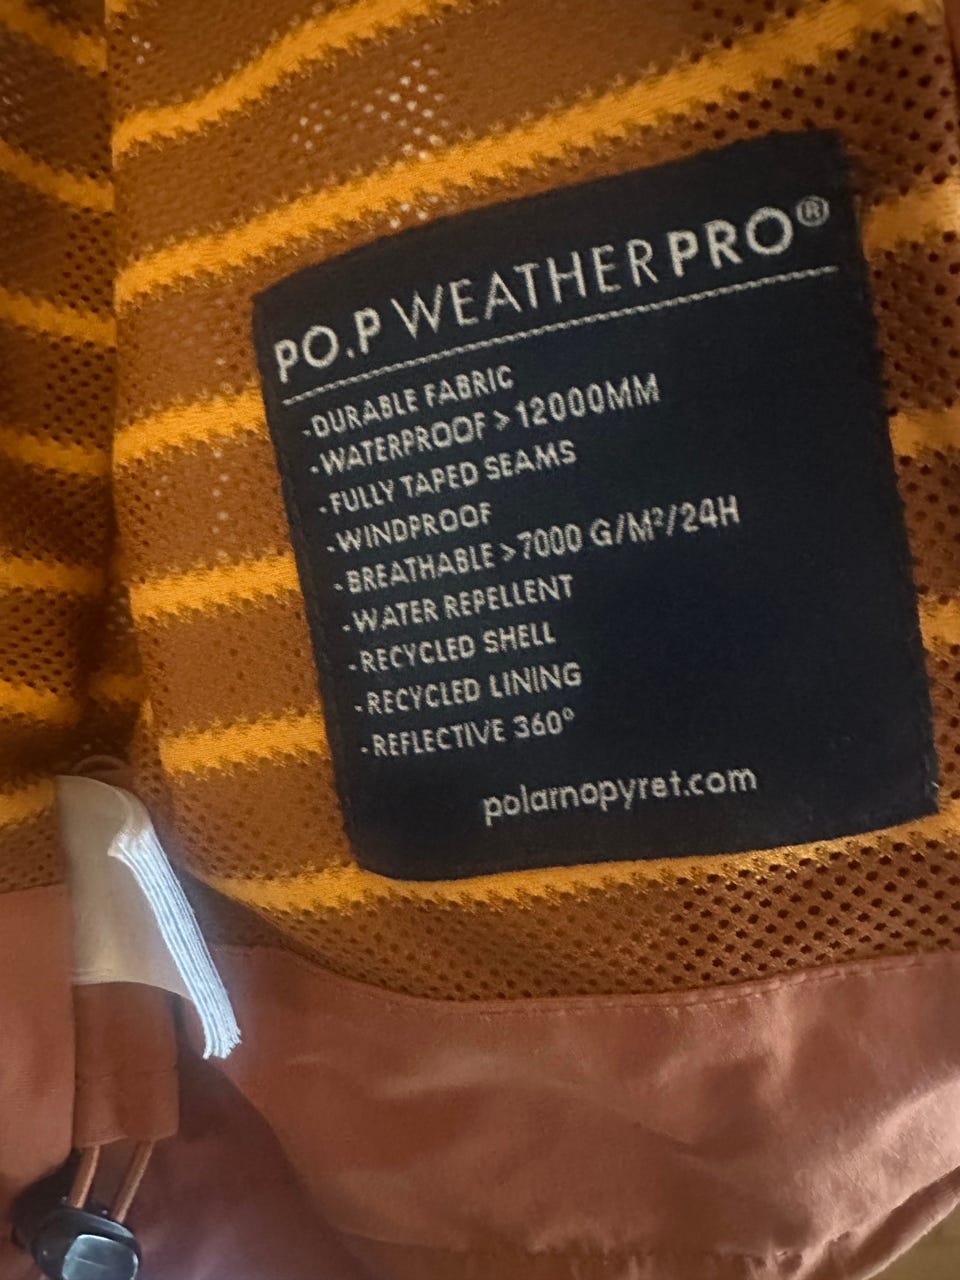 PO.P WEATHERPRO®
-DURABLE FABRIC
-WATERPROOF > 12000MM
-FULLY TAPED SEAMS
-WINDPROOF
-BREATHABLE >7000 G/M²/24H
-WATER REPELLENT
-RECYCLED SHELL
-RECYCLED LINING
-REFLECTIVE 360°
polarnopyret.com